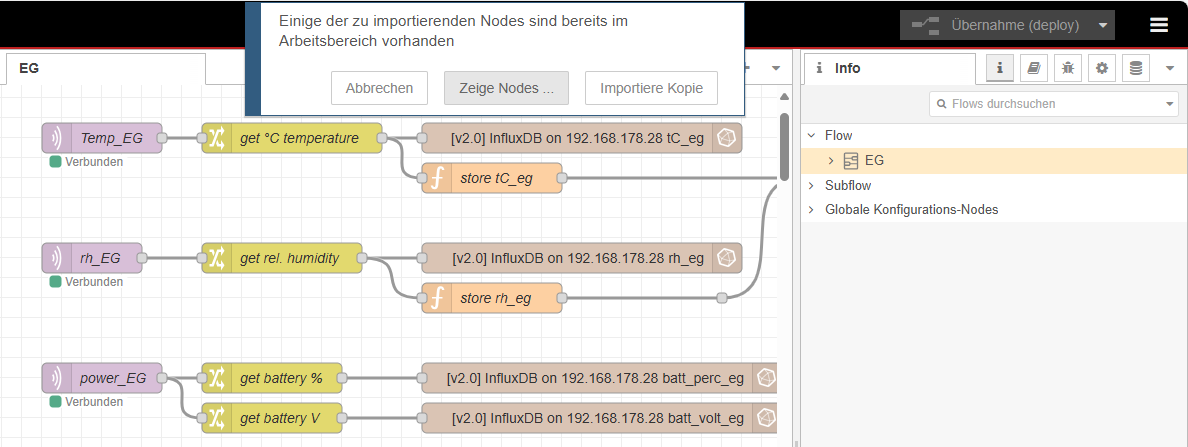 Einige der zu importierenden Nodes sind bereits im
Arbeitsbereich vorhanden
Abbrechen
Zeige Nodes ...
Importiere Kopie
Übernahme (deploy)
EG
i
Info
i
Flows durchsuchen
Flow
EG
Subflow
Globale Konfigurations-Nodes
Temp_EG
Verbunden
get °C temperature
[v2.0] InfluxDB on 192.168.178.28 tC_eg
store tC_eg
rh_EG
Verbunden
get rel. humidity
[v2.0] InfluxDB on 192.168.178.28 rh_eg
store rh_eg
power_EG
Verbunden
get battery %
[v2.0] InfluxDB on 192.168.178.28 batt_perc_eg
get battery V
[v2.0] InfluxDB on 192.168.178.28 batt_volt_eg